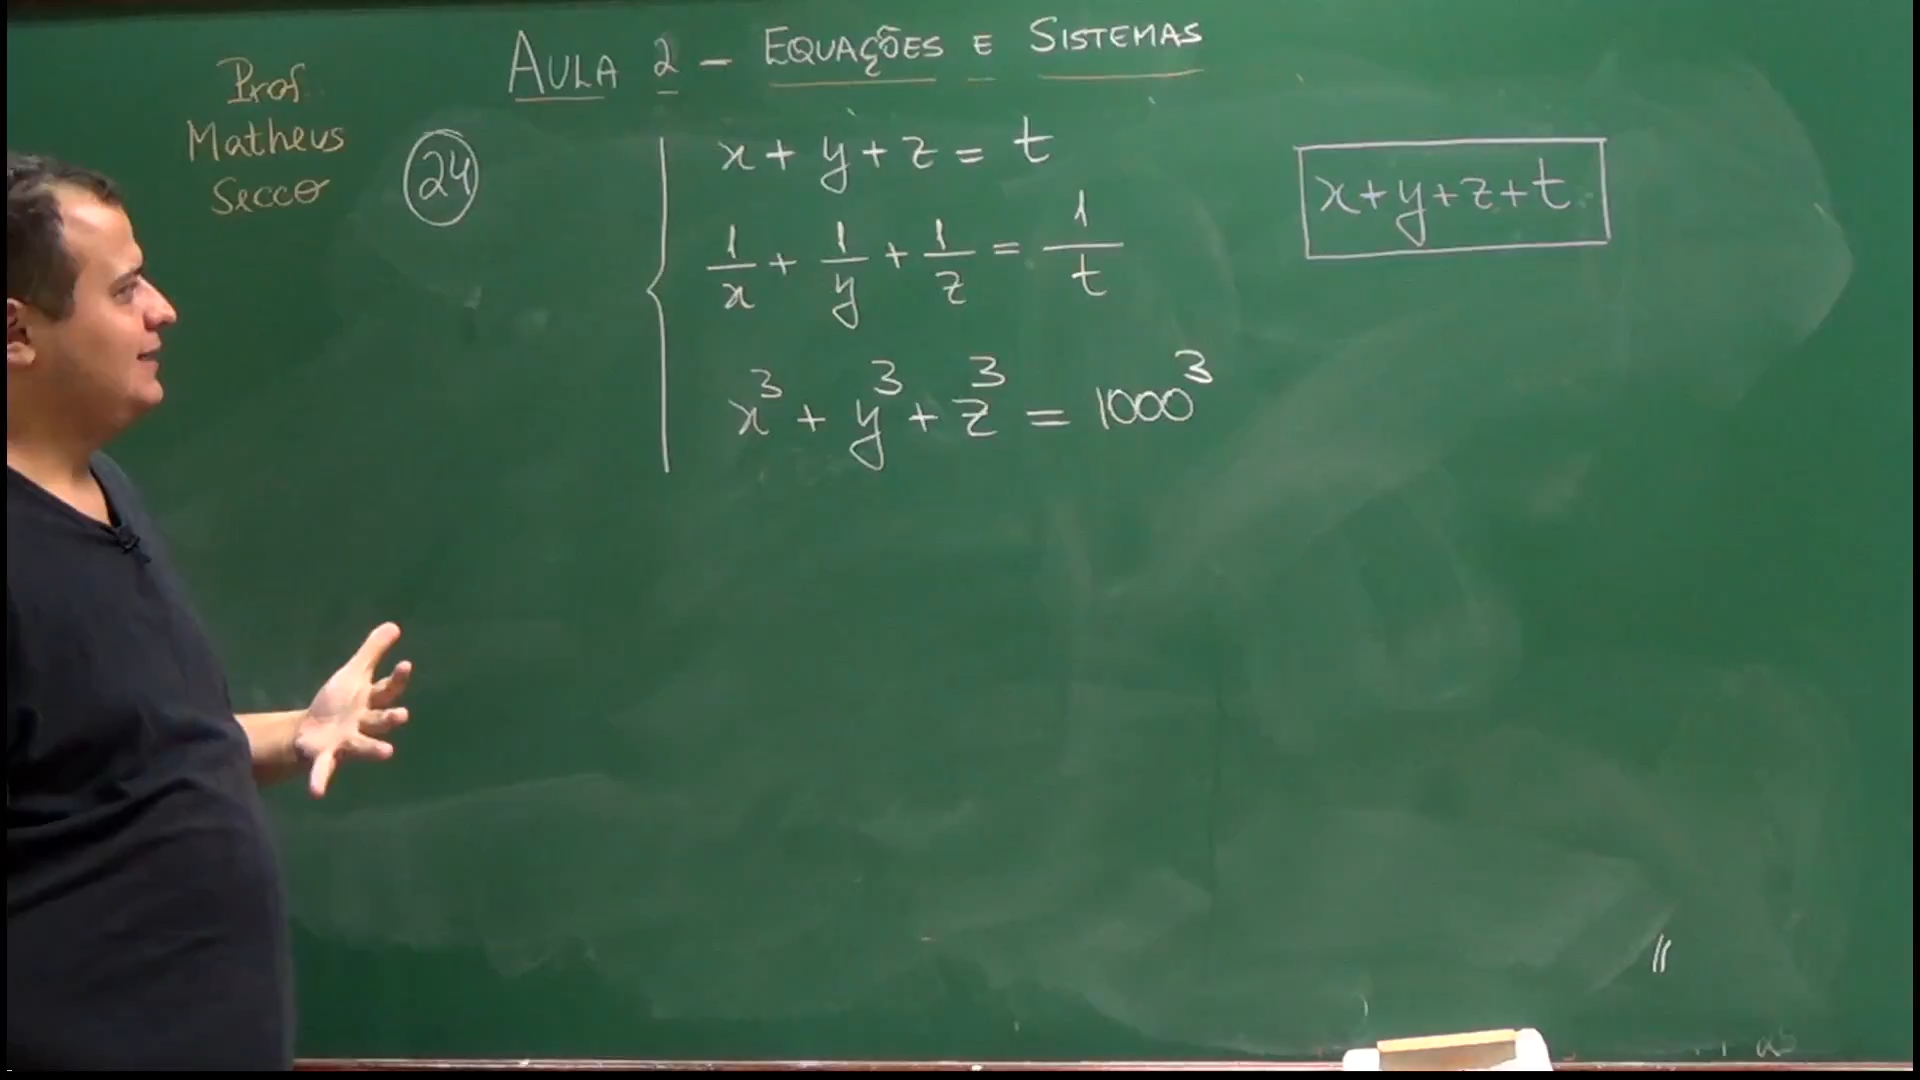 AULA 2 – EQUAÇÕES E SISTEMAS
Prof.
Matheus
Secco
24
x + y + z = t
1/x + 1/y + 1/z = 1/t
x³ + y³ + z³ = 1000³
x+y+z+t